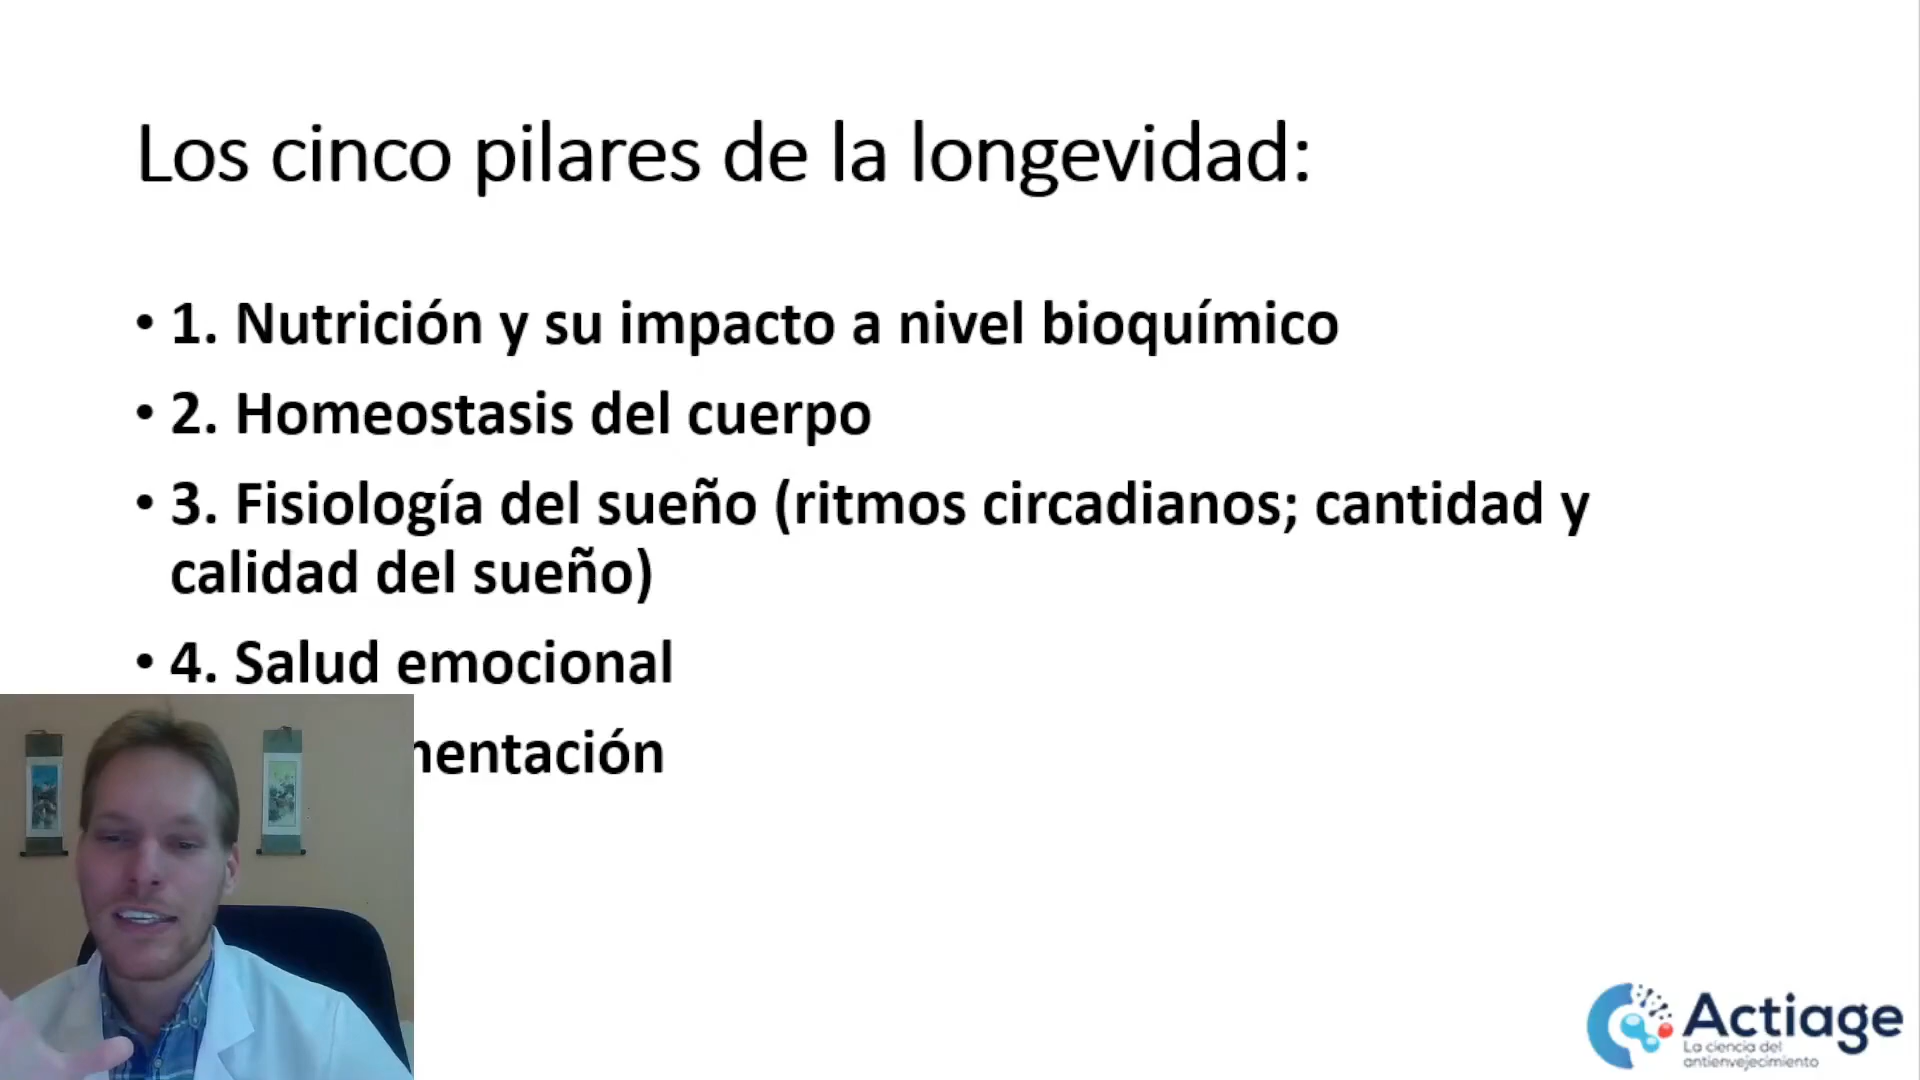 Los cinco pilares de la longevidad:
• 1. Nutrición y su impacto a nivel bioquímico
• 2. Homeostasis del cuerpo
• 3. Fisiología del sueño (ritmos circadianos; cantidad y
calidad del sueño)
• 4. Salud emocional
mentación
Actiage
La ciencia del
antienvejecimiento